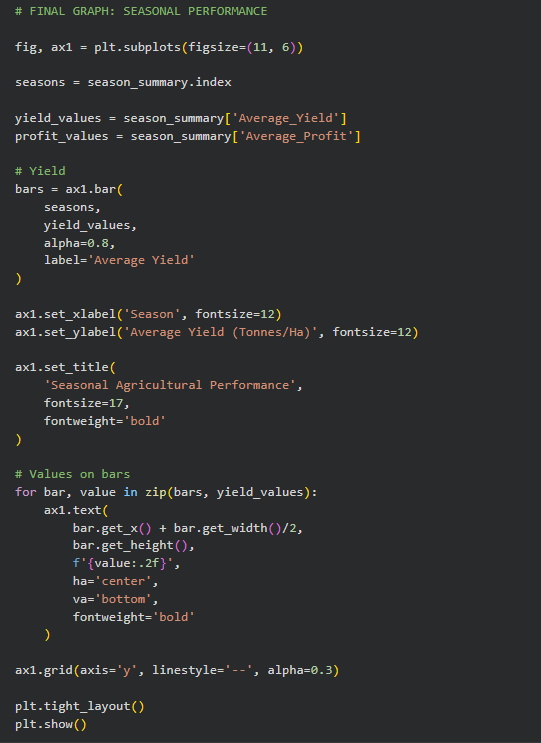 # FINAL GRAPH: SEASONAL PERFORMANCE
fig, ax1 = plt.subplots(figsize=(11, 6))
seasons = season_summary.index
yield_values = season_summary['Average_Yield']
profit_values = season_summary['Average_Profit']
# Yield
bars = ax1.bar(
    seasons,
    yield_values,
    alpha=0.8,
    label='Average Yield'
)
ax1.set_xlabel('Season', fontsize=12)
ax1.set_ylabel('Average Yield (Tonnes/Ha)', fontsize=12)
ax1.set_title(
    'Seasonal Agricultural Performance',
    fontsize=17,
    fontweight='bold'
)
# Values on bars
for bar, value in zip(bars, yield_values):
    ax1.text(
        bar.get_x() + bar.get_width()/2,
        bar.get_height(),
        f'{value:.2f}',
        ha='center',
        va='bottom',
        fontweight='bold'
    )
ax1.grid(axis='y', linestyle='--', alpha=0.3)
plt.tight_layout()
plt.show()